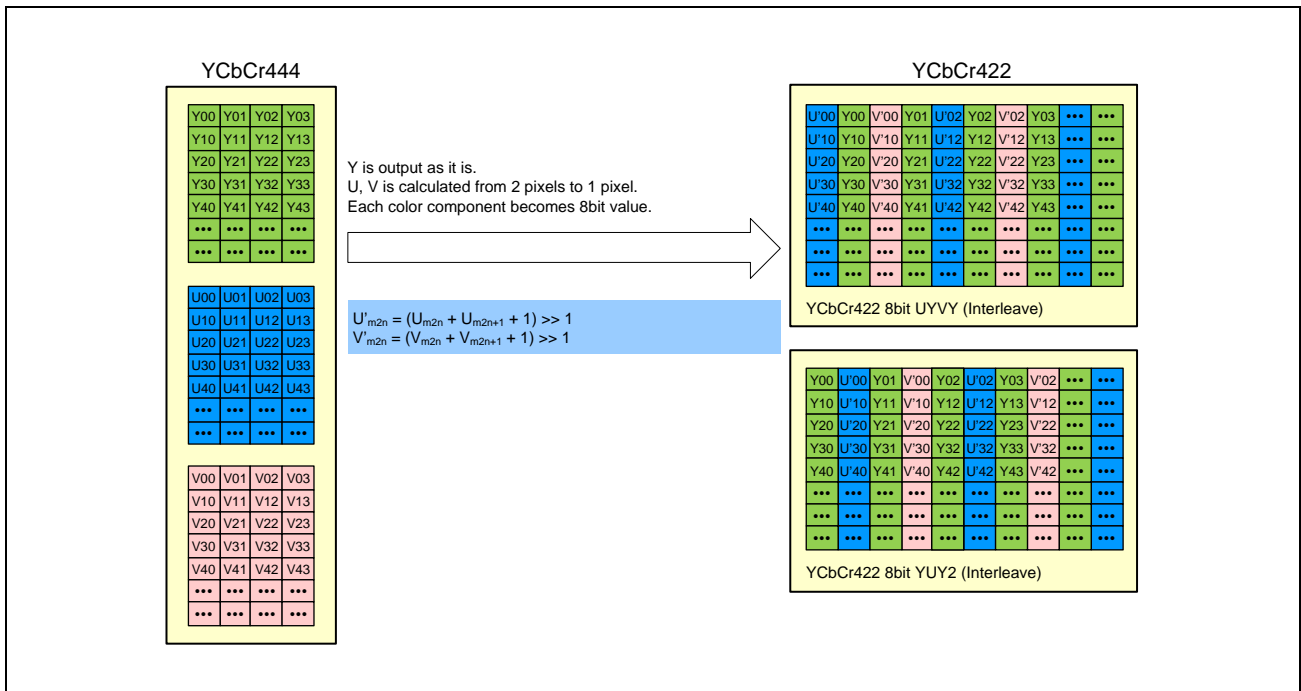 YCbCr444
Y00 Y01 Y02 Y03
Y10 Y11 Y12 Y13
Y20 Y21 Y22 Y23
Y30 Y31 Y32 Y33
Y40 Y41 Y42 Y43
••• ••• ••• •••
••• ••• ••• •••
U00 U01 U02 U03
U10 U11 U12 U13
U20 U21 U22 U23
U30 U31 U32 U33
U40 U41 U42 U43
••• ••• ••• •••
••• ••• ••• •••
V00 V01 V02 V03
V10 V11 V12 V13
V20 V21 V22 V23
V30 V31 V32 V33
V40 V41 V42 V43
••• ••• ••• •••
••• ••• ••• •••
Y is output as it is.
U, V is calculated from 2 pixels to 1 pixel.
Each color component becomes 8bit value.
U'm2n = (Um2n + Um2n+1 + 1) >> 1
V'm2n = (Vm2n + Vm2n+1 + 1) >> 1
YCbCr422
U'00 Y00 V'00 Y01 U'02 Y02 V'02 Y03 ••• •••
U'10 Y10 V'10 Y11 U'12 Y12 V'12 Y13 ••• •••
U'20 Y20 V'20 Y21 U'22 Y22 V'22 Y23 ••• •••
U'30 Y30 V'30 Y31 U'32 Y32 V'32 Y33 ••• •••
U'40 Y40 V'40 Y41 U'42 Y42 V'42 Y43 ••• •••
••• ••• ••• ••• ••• ••• ••• ••• ••• •••
••• ••• ••• ••• ••• ••• ••• ••• ••• •••
••• ••• ••• ••• ••• ••• ••• ••• ••• •••
YCbCr422 8bit UYVY (Interleave)
Y00 U'00 Y01 V'00 Y02 U'02 Y03 V'02 ••• •••
Y10 U'10 Y11 V'10 Y12 U'12 Y13 V'12 ••• •••
Y20 U'20 Y21 V'20 Y22 U'22 Y23 V'22 ••• •••
Y30 U'30 Y31 V'30 Y32 U'32 Y33 V'32 ••• •••
Y40 U'40 Y41 V'40 Y42 U'42 Y43 V'42 ••• •••
••• ••• ••• ••• ••• ••• ••• ••• ••• •••
••• ••• ••• ••• ••• ••• ••• ••• ••• •••
••• ••• ••• ••• ••• ••• ••• ••• ••• •••
YCbCr422 8bit YUY2 (Interleave)